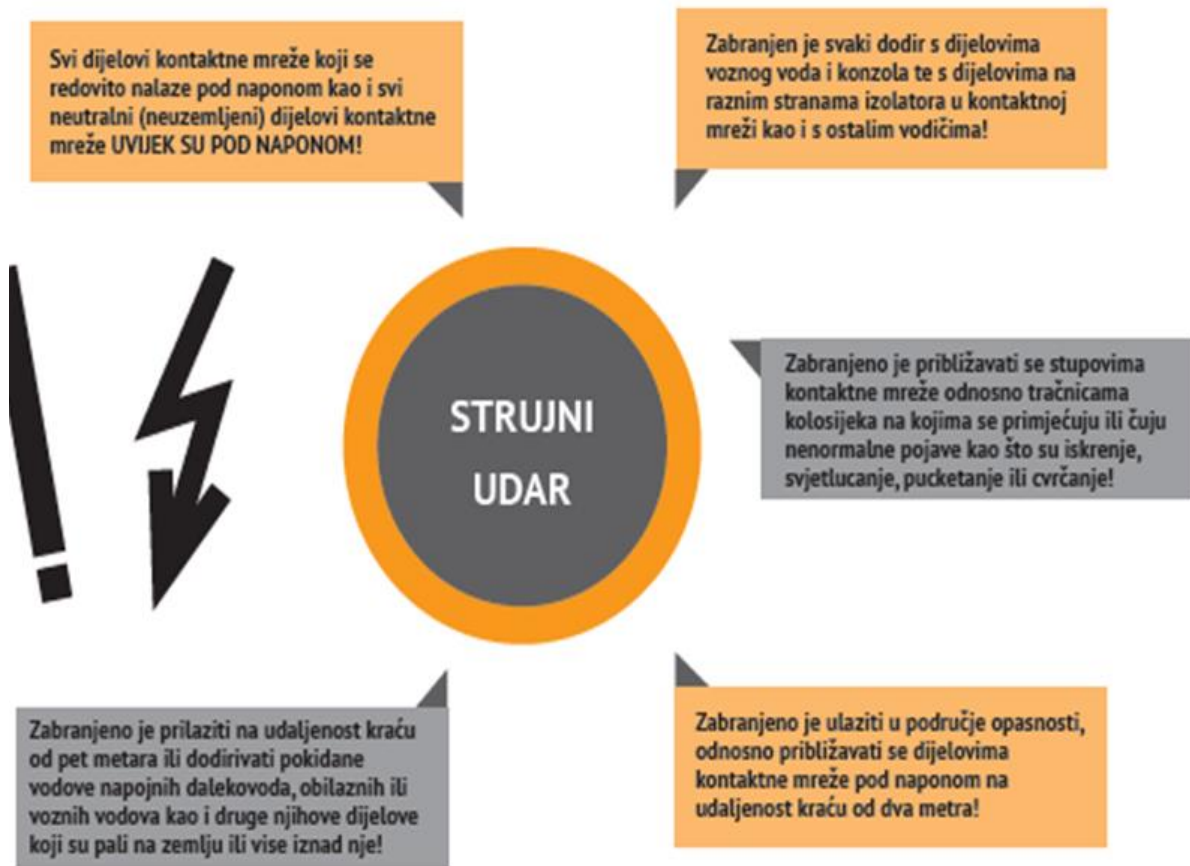 Svi dijelovi kontaktne mreže koji se
redovito nalaze pod naponom kao i svi
neutralni (neuzemljeni) dijelovi kontaktne
mreže UVIJEK SU POD NAPONOM!
Zabranjen je svaki dodir s dijelovima
voznog voda i konzola te s dijelovima na
raznim stranama izolatora u kontaktnoj
mreži kao i s ostalim vodičima!
STRUJNI
UDAR
Zabranjeno je približavati se stupovima
kontaktne mreže odnosno tračnicama
kolosijeka na kojima se primjećuju ili čuju
nenormalne pojave kao što su iskrenje,
svjetlucanje, pucketanje ili cvrčanje!
Zabranjeno je prilaziti na udaljenost kraću
od pet metara ili dodirivati pokidane
vodove napojnih dalekovoda, obilaznih ili
voznih vodova kao i druge njihove dijelove
koji su pali na zemlju ili vise iznad nje!
Zabranjeno je ulaziti u područje opasnosti,
odnosno približavati se dijelovima
kontaktne mreže pod naponom na
udaljenost kraću od dva metra!